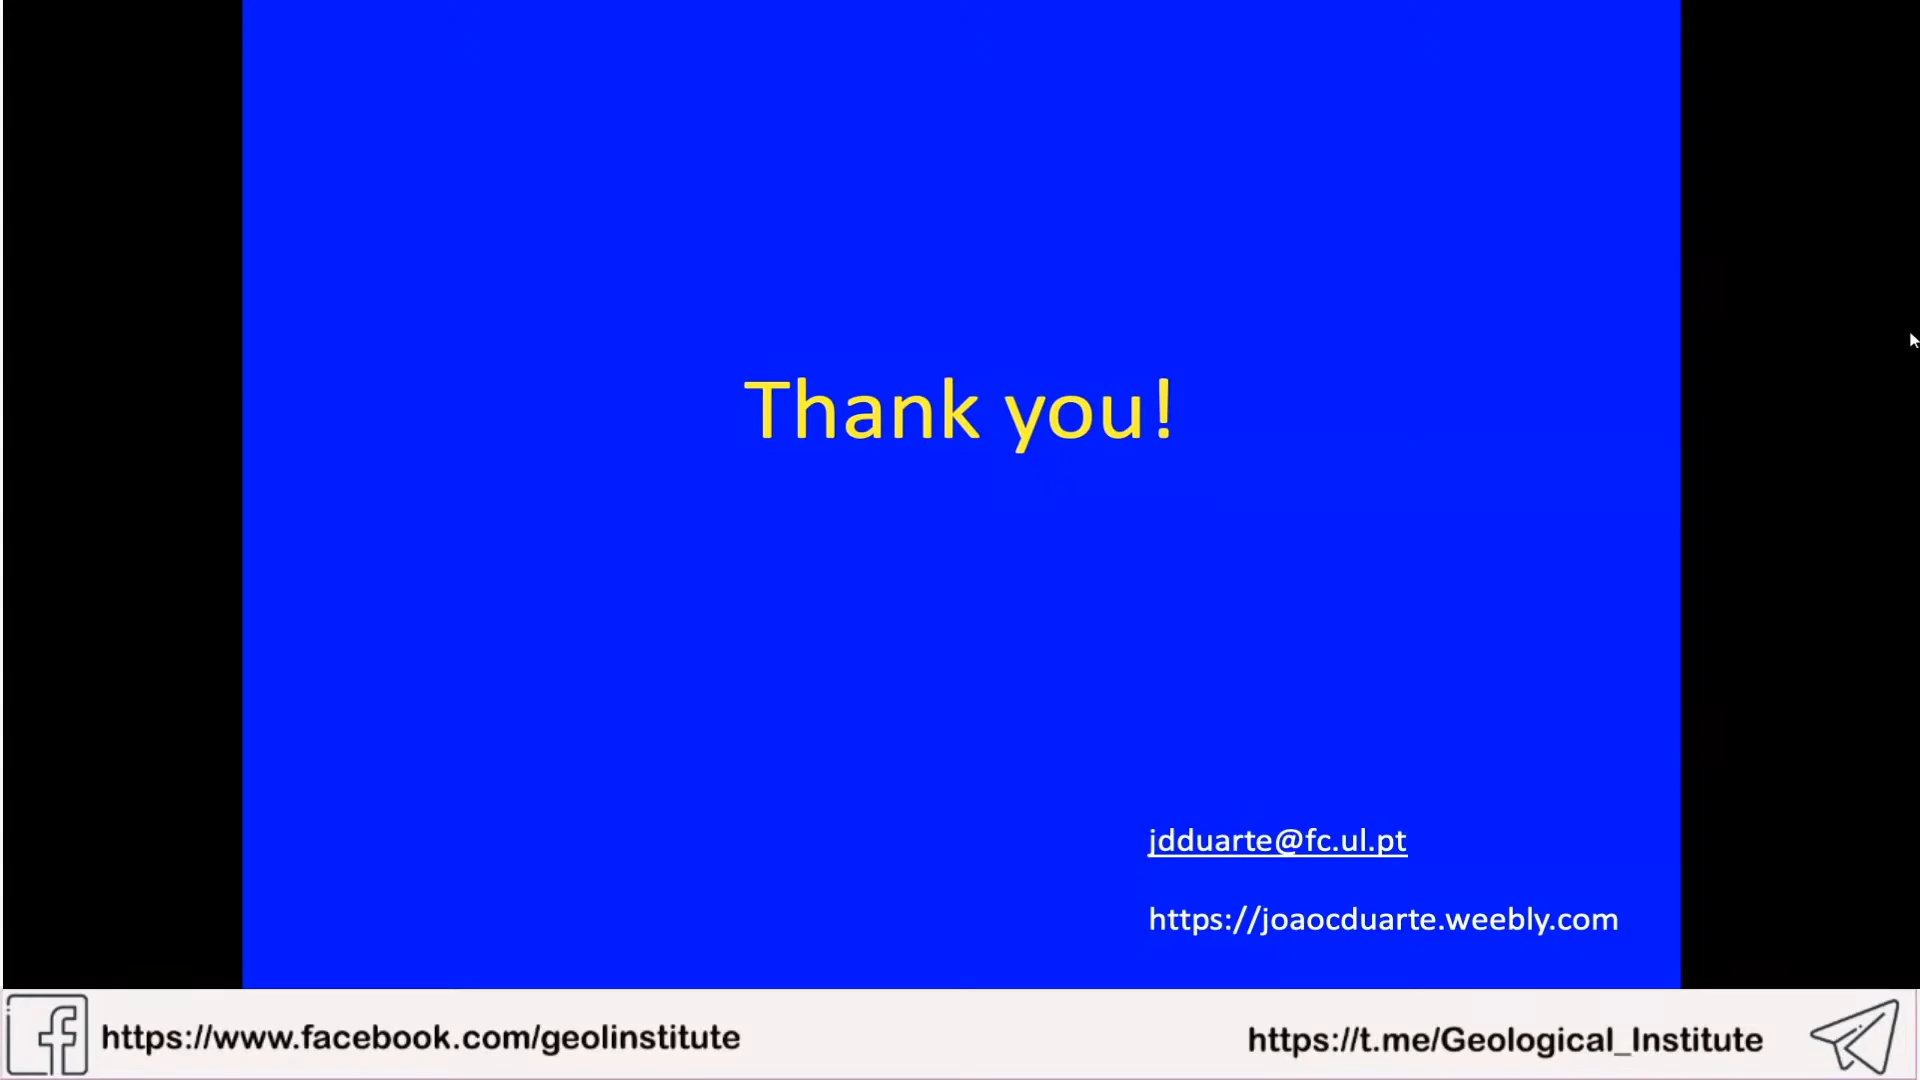 Thank you!
jdduarte@fc.ul.pt
https://joaocduarte.weebly.com
https://www.facebook.com/geolinstitute
https://t.me/Geological_Institute